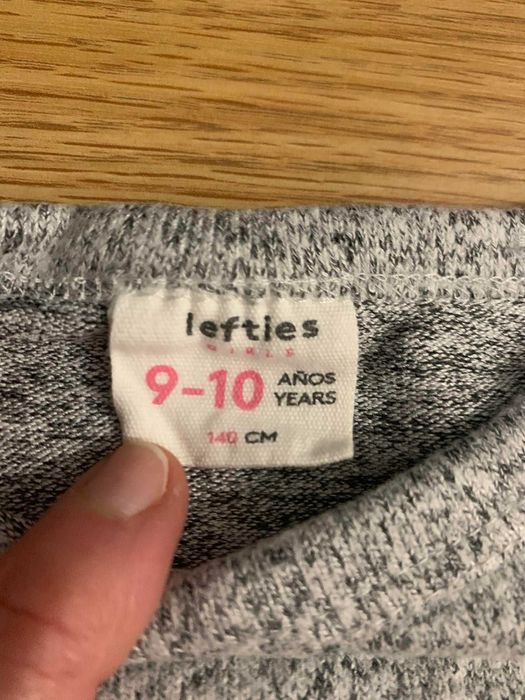 lefties
GIRLS
9-10 AÑOS
YEARS
140 CM